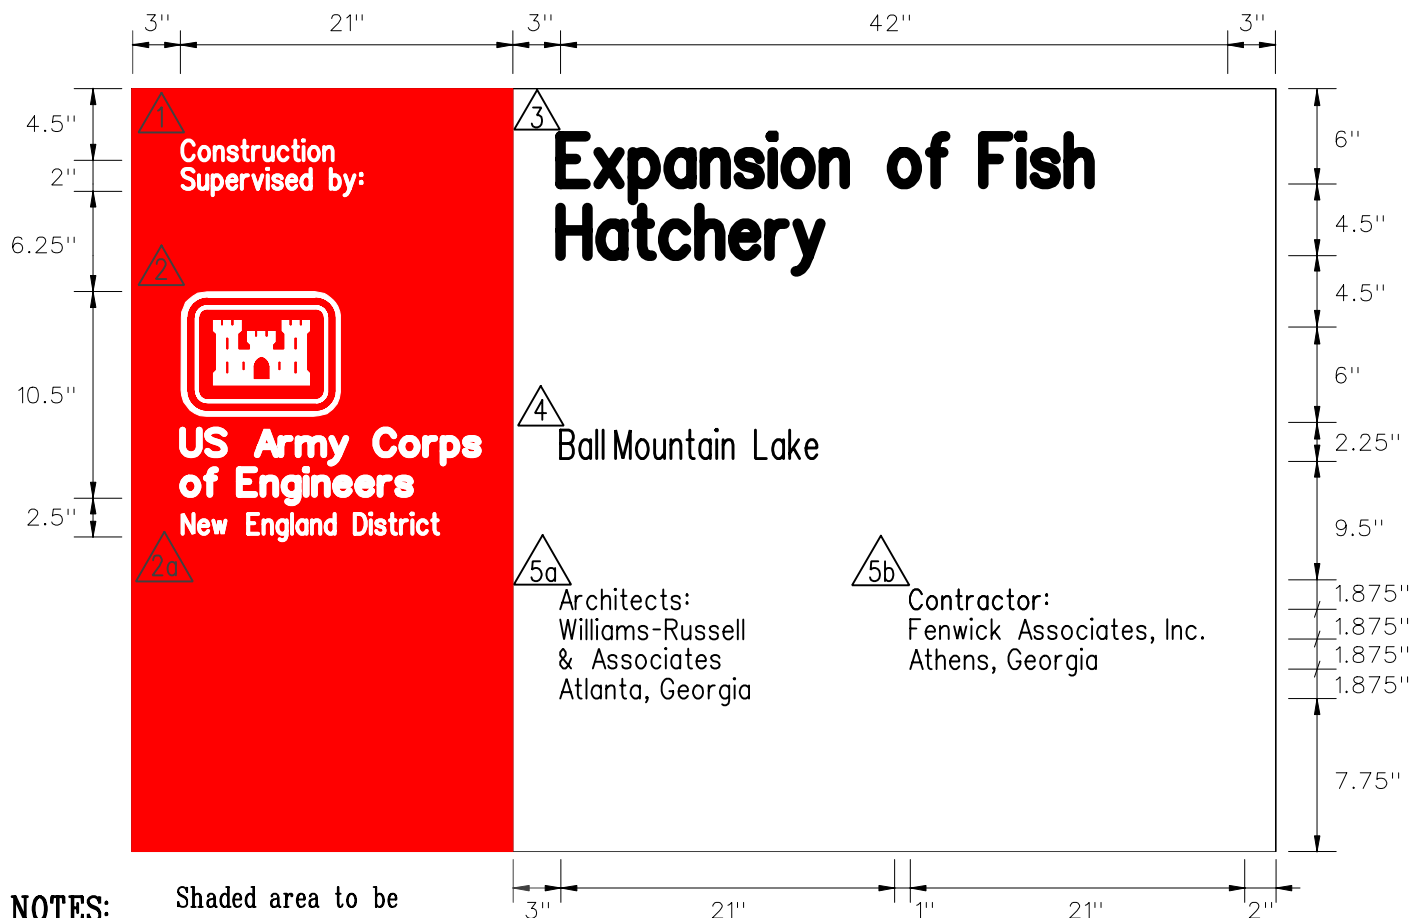 3" 21" 3" 42" 3"
4.5"
2"
6.25"
10.5"
2.5"
1
Construction
Supervised by:
2
US Army Corps
of Engineers
New England District
2a
3
Expansion of Fish
Hatchery
4
Ball Mountain Lake
5a
Architects:
Williams-Russell
& Associates
Atlanta, Georgia
5b
Contractor:
Fenwick Associates, Inc.
Athens, Georgia
6"
4.5"
4.5"
6"
2.25"
9.5"
1.875"
1.875"
1.875"
1.875"
7.75"
3" 21" 1" 21" 2"
NOTES:
Shaded area to be